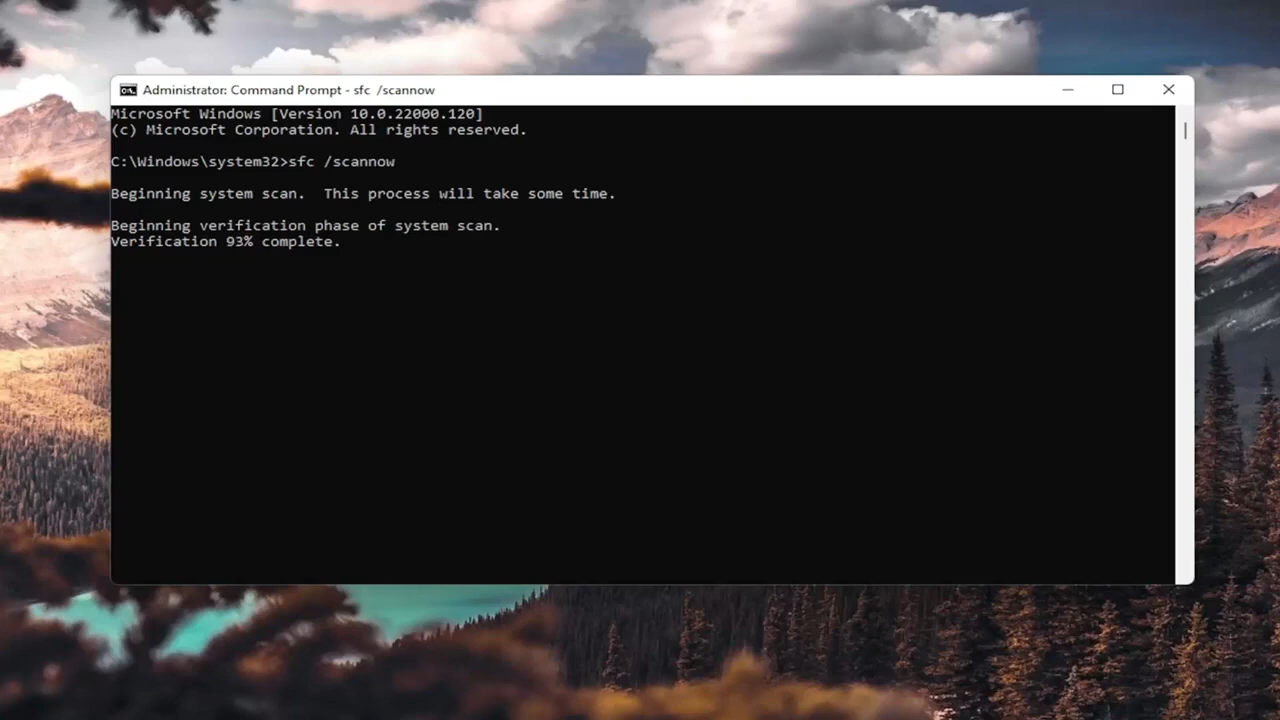 Administrator: Command Prompt - sfc  /scannow
Microsoft Windows [Version 10.0.22000.120]
(c) Microsoft Corporation. All rights reserved.
C:\Windows\system32>sfc /scannow
Beginning system scan.  This process will take some time.
Beginning verification phase of system scan.
Verification 93% complete.